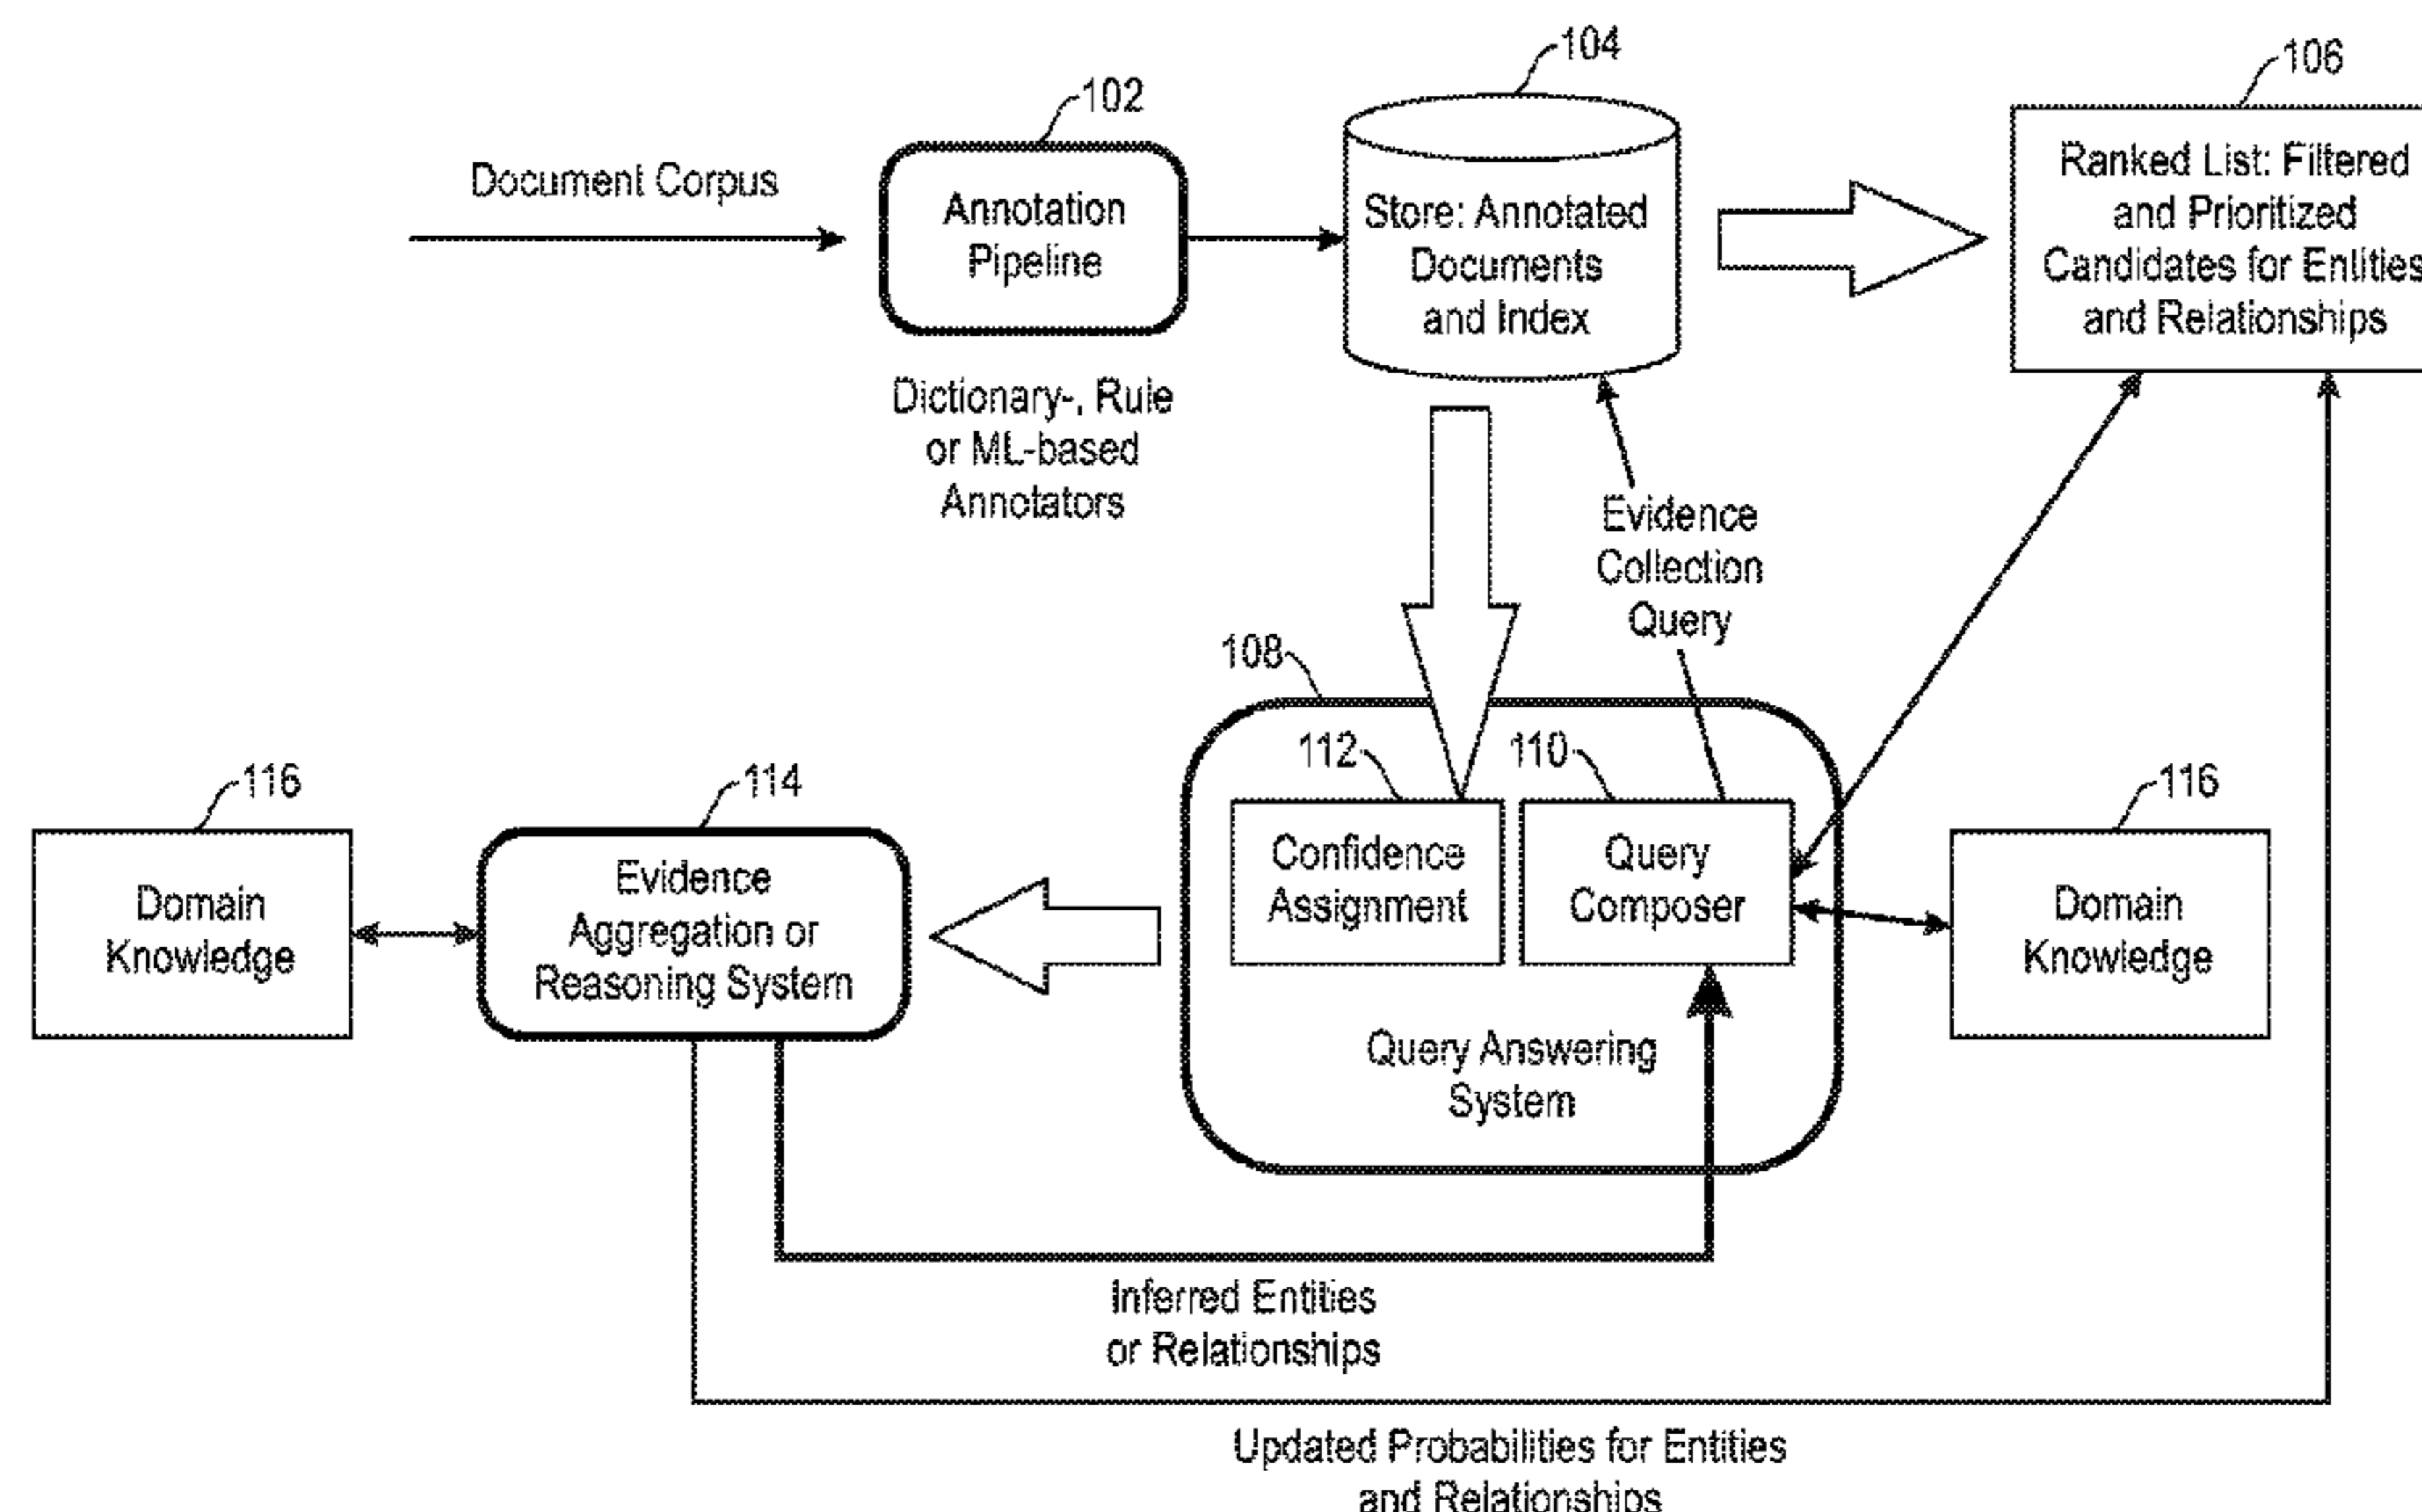 104
106
102
Document Corpus
Annotation
Pipeline
Store: Annotated
Documents
and Index
Ranked List: Filtered
and Prioritized
Candidates for Entities
and Relationships
Dictionary-, Rule
or ML-based
Annotators
Evidence
Collection
Query
108
112
110
116
114
116
Confidence
Assignment
Query
Composer
Domain
Knowledge
Evidence
Aggregation or
Reasoning System
Domain
Knowledge
Query Answering
System
Inferred Entities
or Relationships
Updated Probabilities for Entities
and Relationships